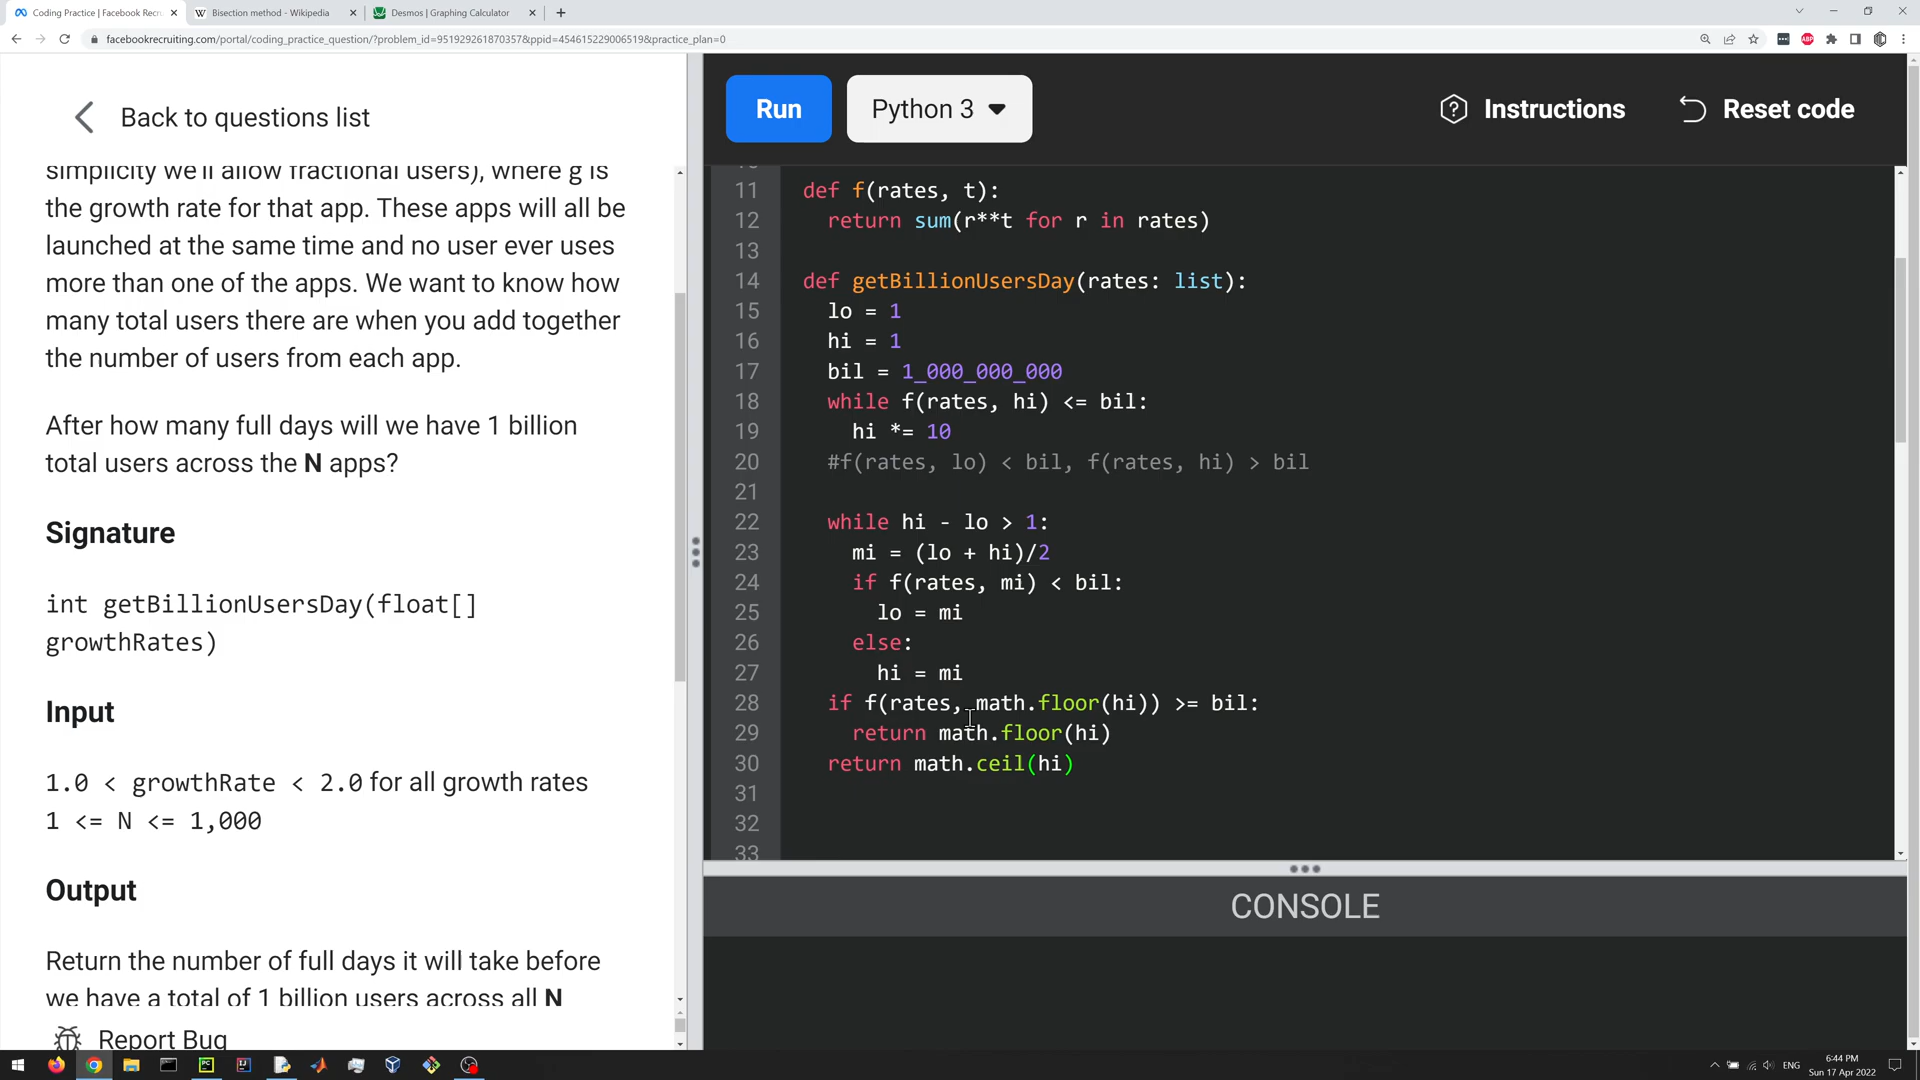 Coding Practice | Facebook Recru
Bisection method - Wikipedia
Desmos | Graphing Calculator
facebookrecruiting.com/portal/coding_practice_question/?problem_id=951929261870357&ppid=454615229006519&practice_plan=0
Back to questions list
simplicity we'll allow fractional users), where g is
the growth rate for that app. These apps will all be
launched at the same time and no user ever uses
more than one of the apps. We want to know how
many total users there are when you add together
the number of users from each app.
After how many full days will we have 1 billion
total users across the N apps?
Signature
int getBillionUsersDay(float[]
growthRates)
Input
1.0 < growthRate < 2.0 for all growth rates
1 <= N <= 1,000
Output
Return the number of full days it will take before
we have a total of 1 billion users across all N
Report Bug
Run
Python 3
Instructions
Reset code
11 def f(rates, t):
12 return sum(r**t for r in rates)
13
14 def getBillionUsersDay(rates: list):
15 lo = 1
16 hi = 1
17 bil = 1_000_000_000
18 while f(rates, hi) <= bil:
19 hi *= 10
20 #f(rates, lo) < bil, f(rates, hi) > bil
21
22 while hi - lo > 1:
23 mi = (lo + hi)/2
24 if f(rates, mi) < bil:
25 lo = mi
26 else:
27 hi = mi
28 if f(rates, math.floor(hi)) >= bil:
29 return math.floor(hi)
30 return math.ceil(hi)
31
32
33
CONSOLE
ENG
6:44 PM
Sun 17 Apr 2022